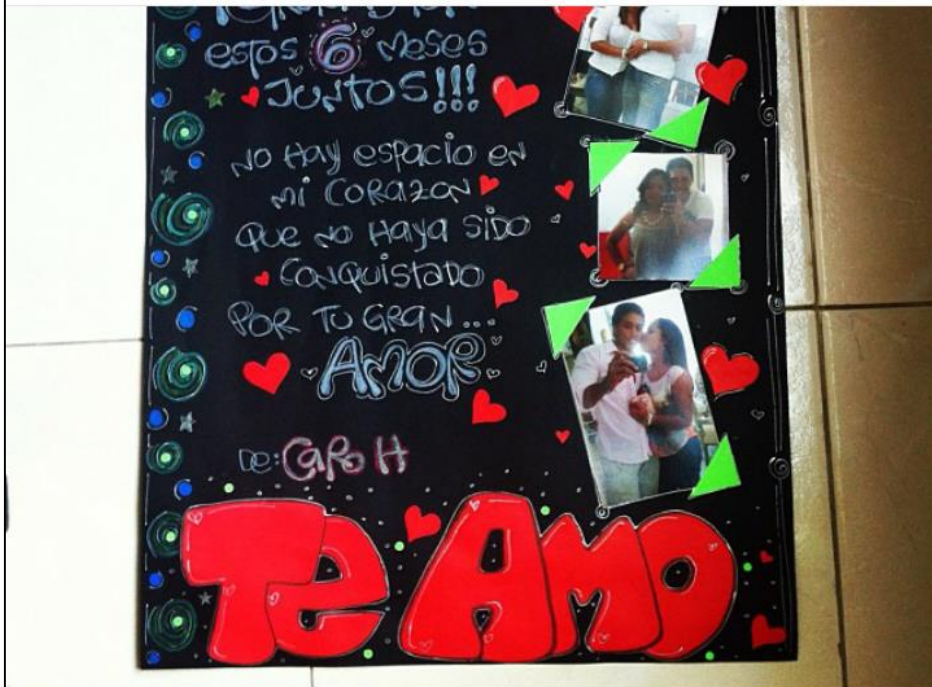 estos 6 meses
JUNTOS!!!
NO Hay espacio en
mi CORAZON
QUE NO Haya SIDO
CONQUISTADO
POR TU GRAN...
AMOR
De: Caro H
Te Amo